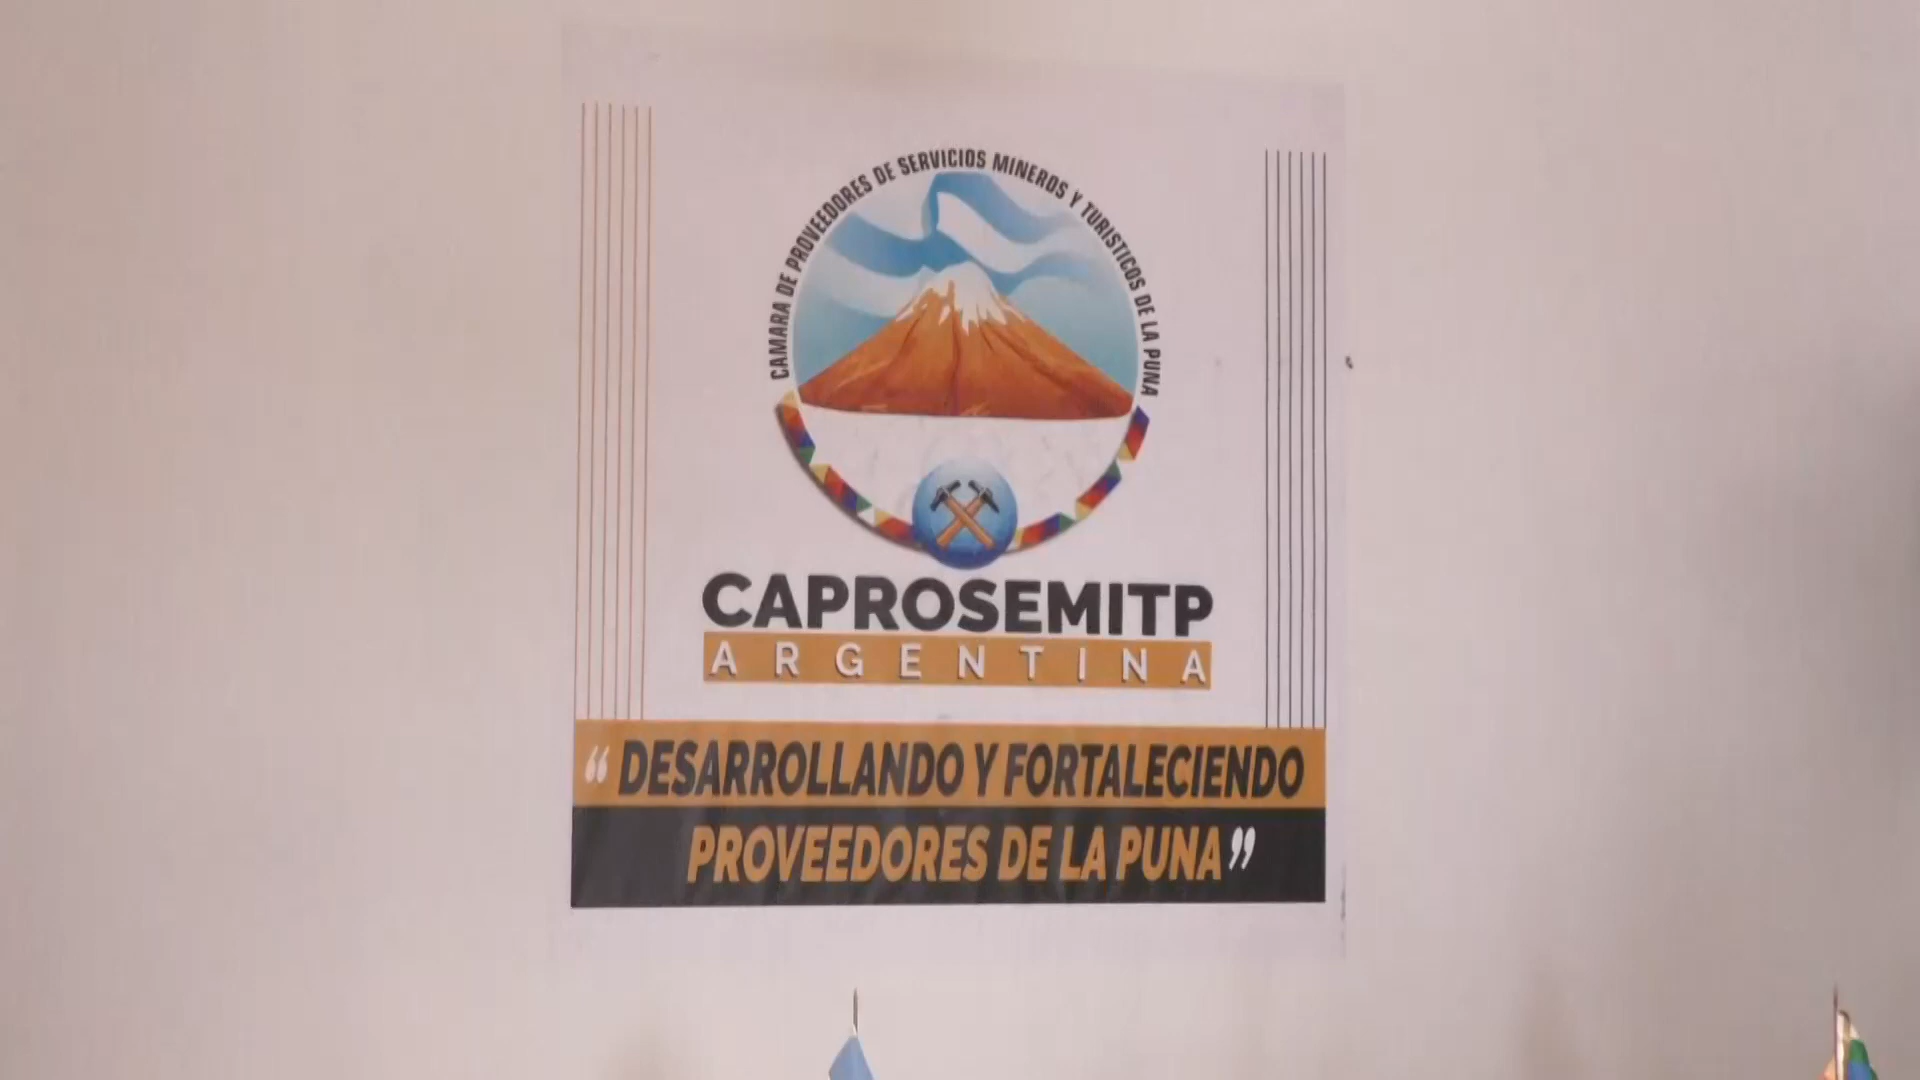 CAMARA DE PROVEEDORES DE SERVICIOS MINEROS Y TURISTICOS DE LA PUNA
CAPROSEMITP
ARGENTINA
“ DESARROLLANDO Y FORTALECIENDO
PROVEEDORES DE LA PUNA ”